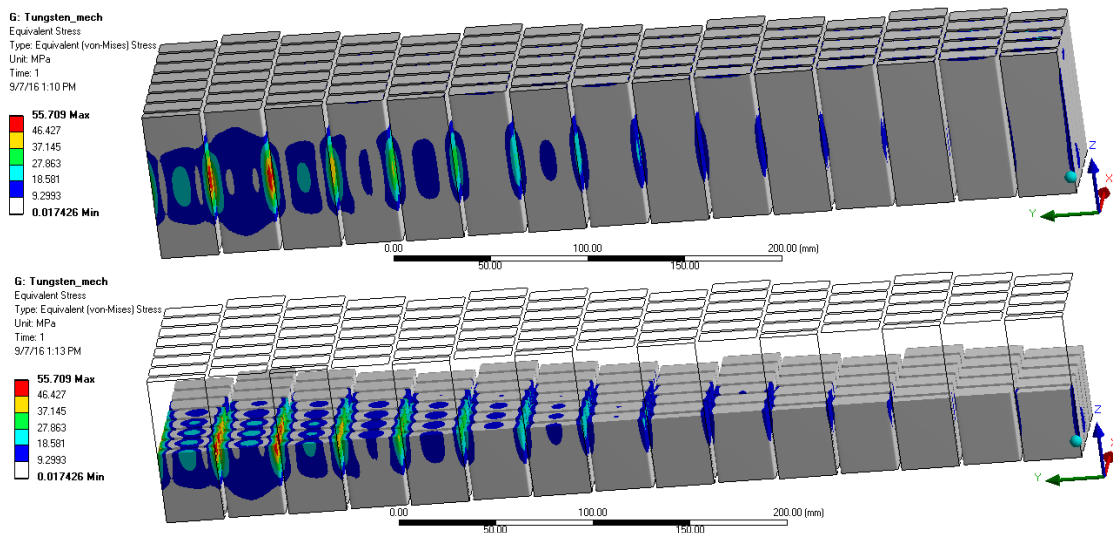 G: Tungsten_mech
Equivalent Stress
Type: Equivalent (von-Mises) Stress
Unit: MPa
Time: 1
9/7/16 1:10 PM
55.709 Max
46.427
37.145
27.863
18.581
9.2993
0.017426 Min
Z
X
Y
0.00 100.00 200.00 (mm)
50.00 150.00
G: Tungsten_mech
Equivalent Stress
Type: Equivalent (von-Mises) Stress
Unit: MPa
Time: 1
9/7/16 1:13 PM
55.709 Max
46.427
37.145
27.863
18.581
9.2993
0.017426 Min
Z
X
Y
0.00 100.00 200.00 (mm)
50.00 150.00